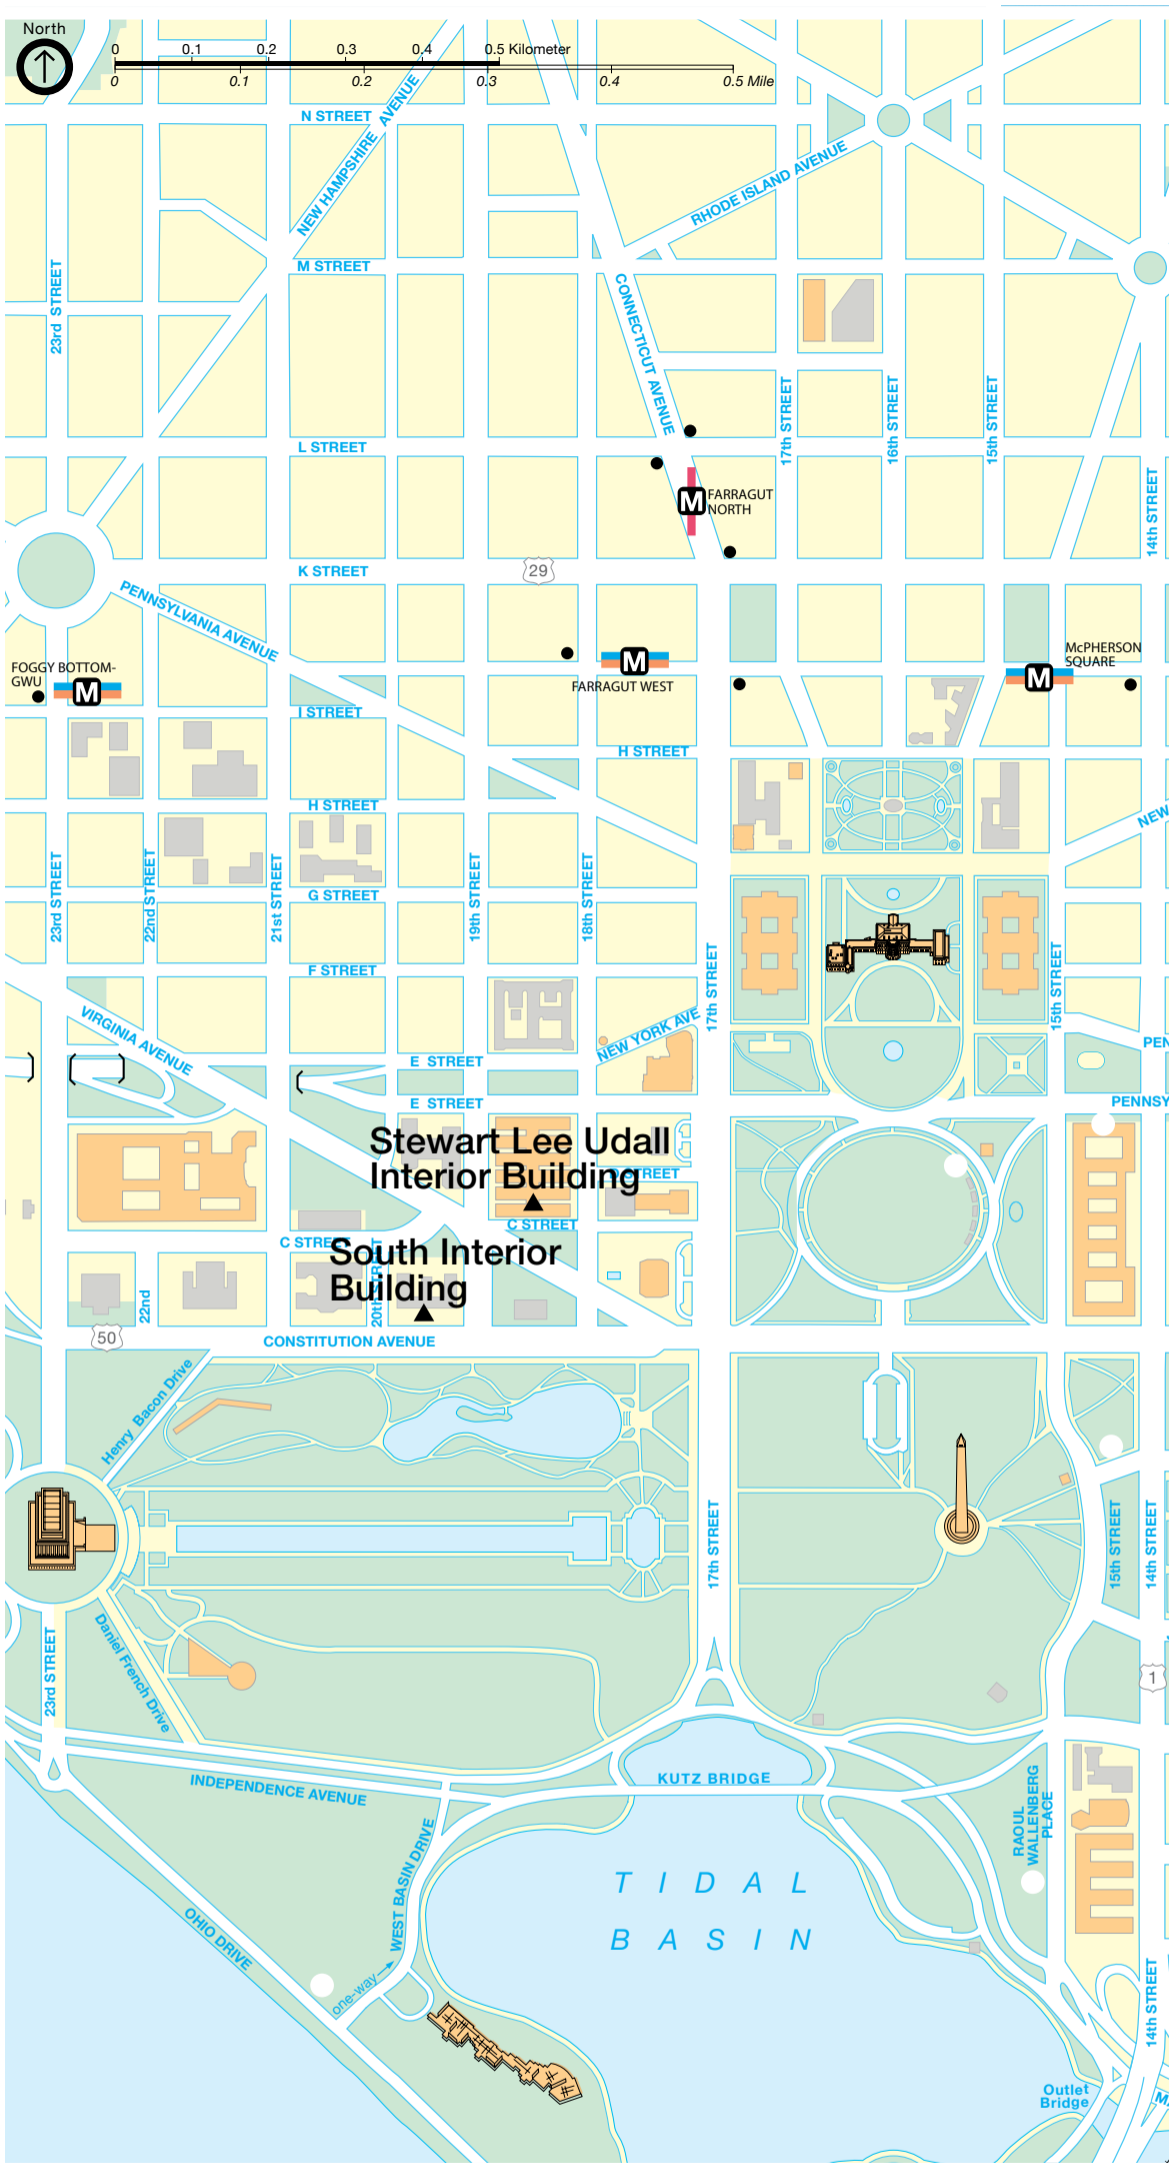 North
0 0.1 0.2 0.3 0.4 0.5 Kilometer
0 0.1 0.2 0.3 0.4 0.5 Mile
N STREET
NEW HAMPSHIRE AVENUE
RHODE ISLAND AVENUE
M STREET
23rd STREET
CONNECTICUT AVENUE
17th STREET
16th STREET
15th STREET
L STREET
14th STREET
M
FARRAGUT
NORTH
K STREET
29
PENNSYLVANIA AVENUE
FOGGY BOTTOM-
GWU
M
M
FARRAGUT WEST
McPHERSON
SQUARE
M
I STREET
H STREET
H STREET
NEW
23rd STREET
22nd STREET
21st STREET
19th STREET
18th STREET
G STREET
F STREET
17th STREET
15th STREET
VIRGINIA AVENUE
NEW YORK AVE
E STREET
PEN
E STREET
PENNSY
Stewart Lee Udall
Interior Building
D STREET
C STREET
C STREET
South Interior
Building
20th STREET
22nd
50
CONSTITUTION AVENUE
Henry Bacon Drive
17th STREET
15th STREET
14th STREET
Daniel French Drive
23rd STREET
1
INDEPENDENCE AVENUE
KUTZ BRIDGE
RAOUL
WALLENBERG
PLACE
WEST BASIN DRIVE
TIDAL
BASIN
OHIO DRIVE
one-way
14th STREET
Outlet
Bridge
MA